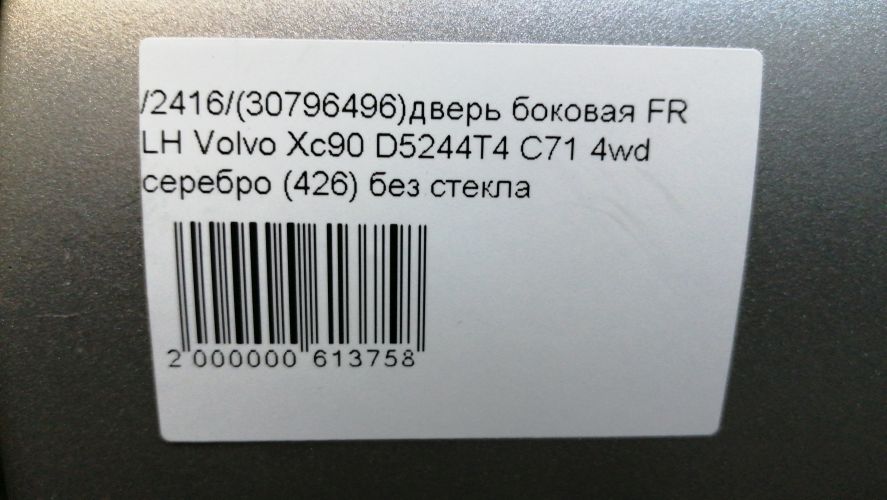 /2416/(30796496)дверь боковая FR
LH Volvo Xc90 D5244T4 C71 4wd
серебро (426) без стекла
2 000000 613758